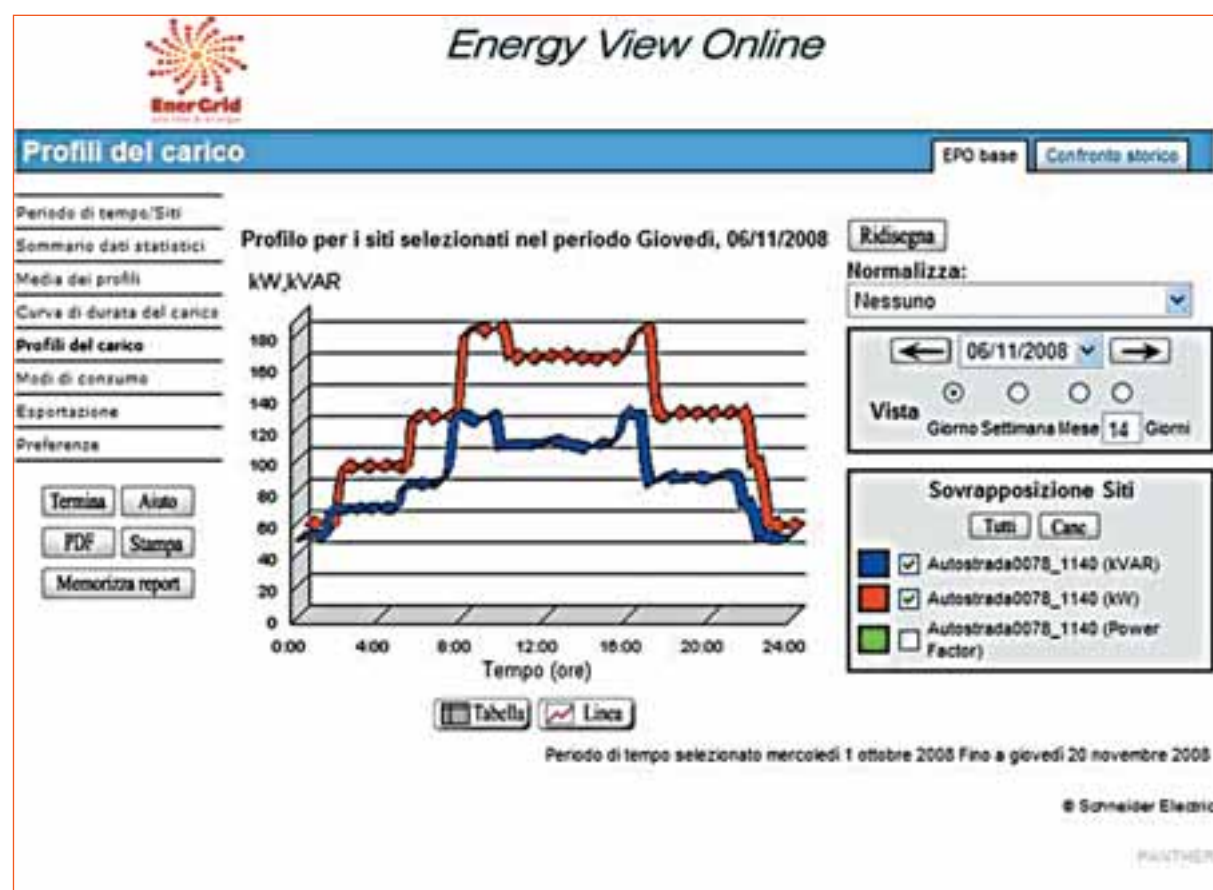 Energy View Online
EnerGrid
Profili del carico
EPO base
Confronto storico
Periodo di tempo/Siti
Sommario dati statistici
Media dei profili
Curva di durata del carico
Profili del carico
Modi di consumo
Esportazione
Preferenze
Termina
Aiuto
PDF
Stampa
Memorizza report
Profilo per i siti selezionati nel periodo Giovedì, 06/11/2008
kW,kVAR
180
160
140
120
100
80
60
40
20
0
0:00 4:00 8:00 12:00 16:00 20:00 24:00
Tempo (ore)
Tabella
Linea
Ridisegna
Normalizza:
Nessuno
06/11/2008
Vista
Giorno Settimana Mese 14 Giorni
Sovrapposizione Siti
Tutti
Canc
Autostrada0078_1140 (kVAR)
Autostrada0078_1140 (kW)
Autostrada0078_1140 (Power
Factor)
Periodo di tempo selezionato mercoledì 1 ottobre 2008 Fino a giovedì 20 novembre 2008
© Schneider Electric
PANTHER